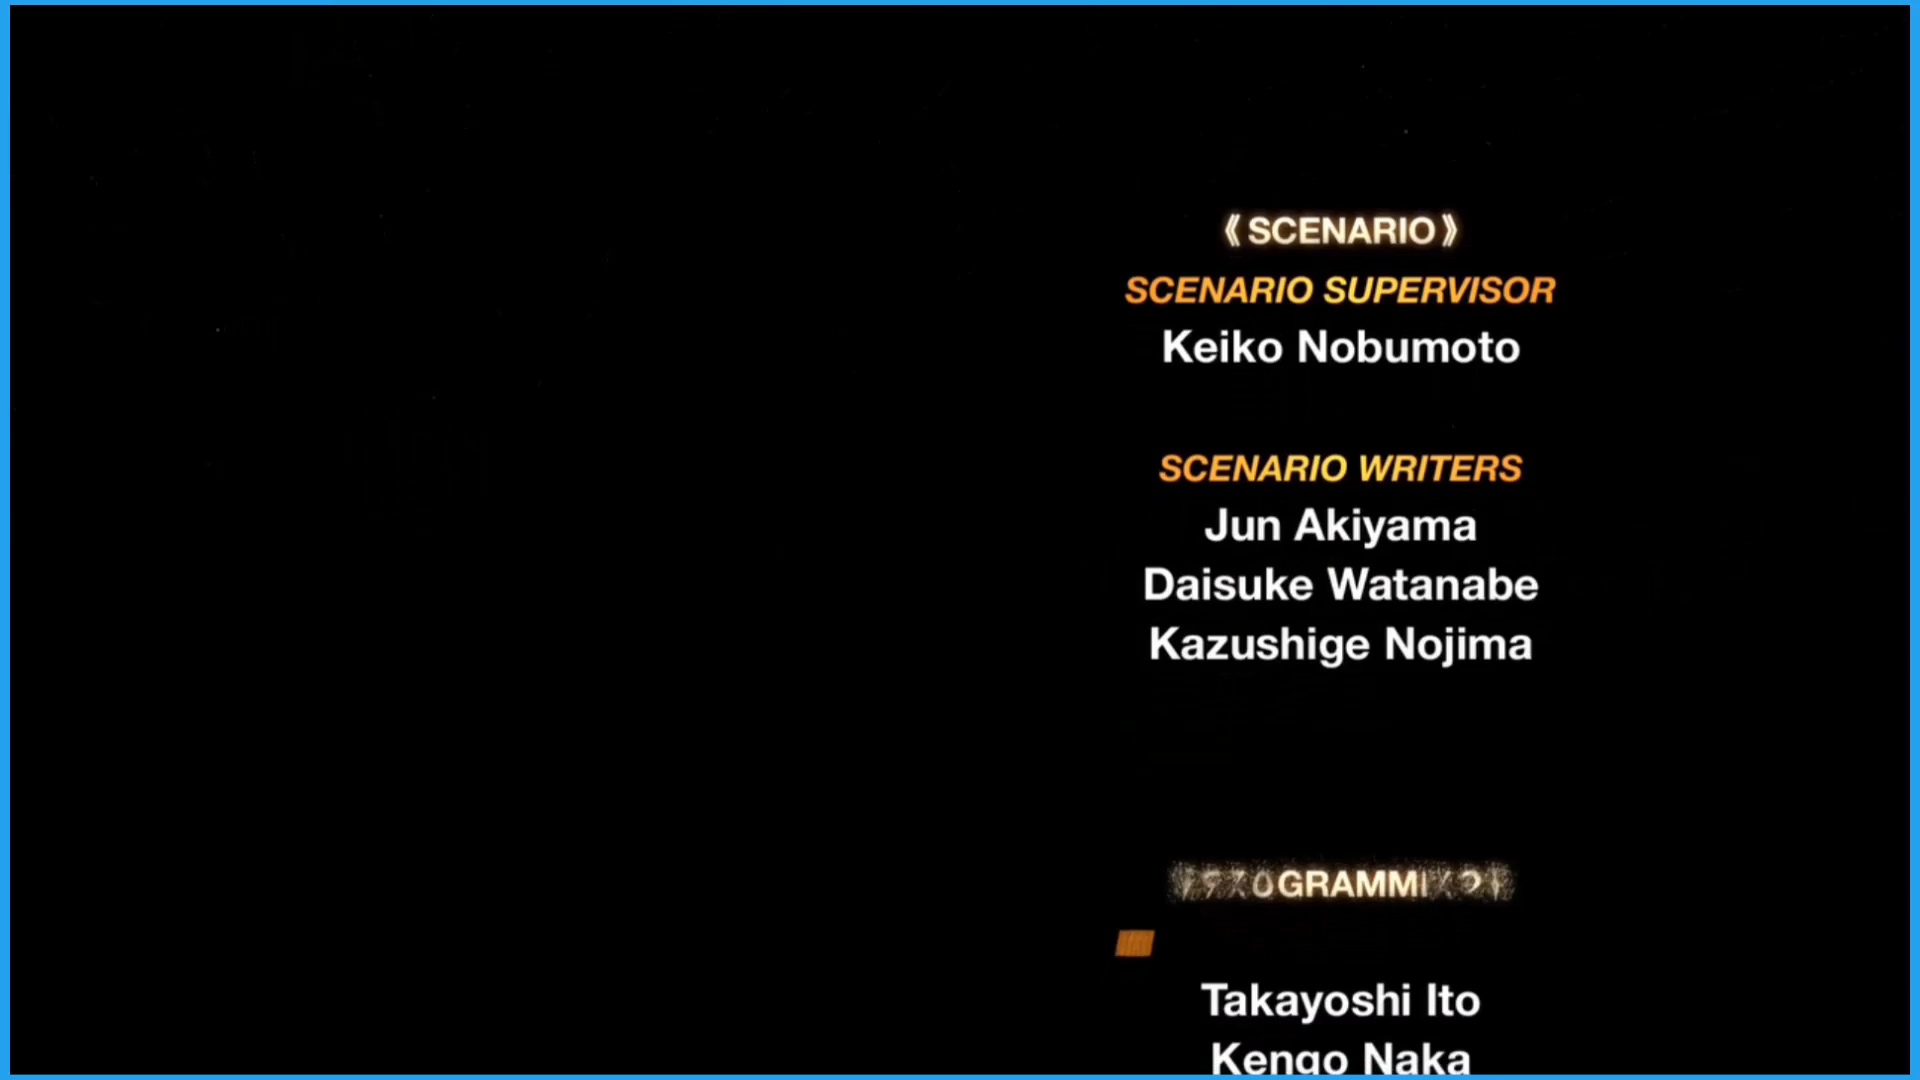 《SCENARIO》
SCENARIO SUPERVISOR
Keiko Nobumoto
SCENARIO WRITERS
Jun Akiyama
Daisuke Watanabe
Kazushige Nojima
Takayoshi Ito
Kengo Naka